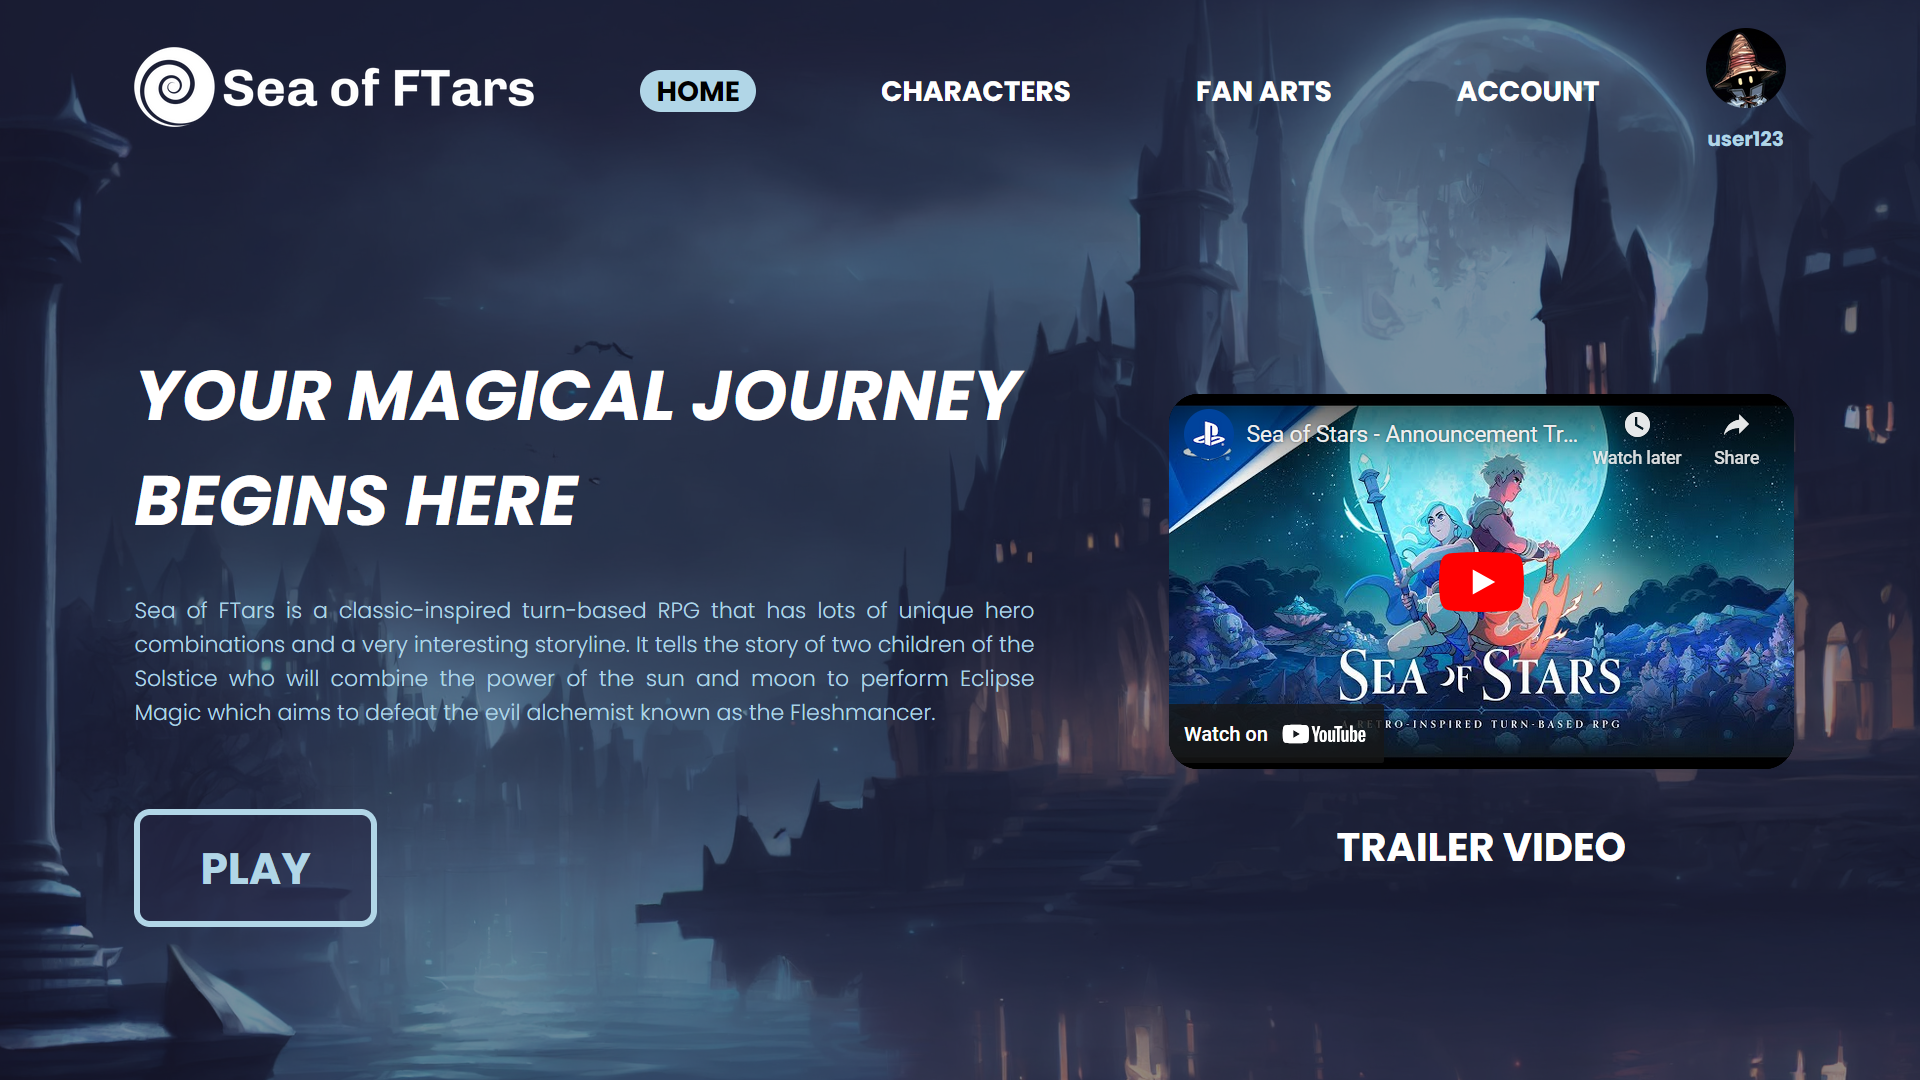 Sea of FTars
HOME
CHARACTERS
FAN ARTS
ACCOUNT
user123
YOUR MAGICAL JOURNEY
BEGINS HERE
Sea of FTars is a classic-inspired turn-based RPG that has lots of unique hero
combinations and a very interesting storyline. It tells the story of two children of the
Solstice who will combine the power of the sun and moon to perform Eclipse
Magic which aims to defeat the evil alchemist known as the Fleshmancer.
PLAY
Sea of Stars - Announcement Tr...
Watch later
Share
SEA OF STARS
A RETRO-INSPIRED TURN-BASED RPG
Watch on YouTube
TRAILER VIDEO